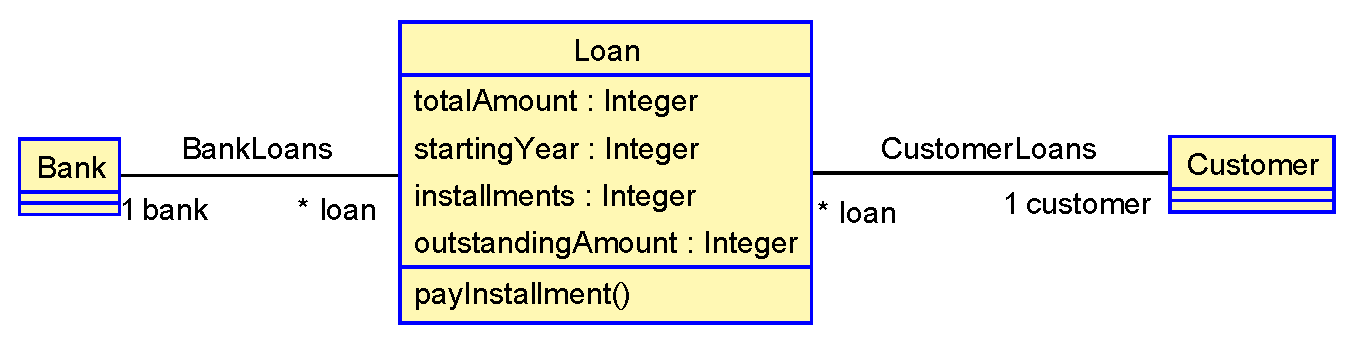 Loan
totalAmount : Integer
startingYear : Integer
installments : Integer
outstandingAmount : Integer
payInstallment()
Bank
BankLoans
1 bank
* loan
CustomerLoans
* loan
1 customer
Customer